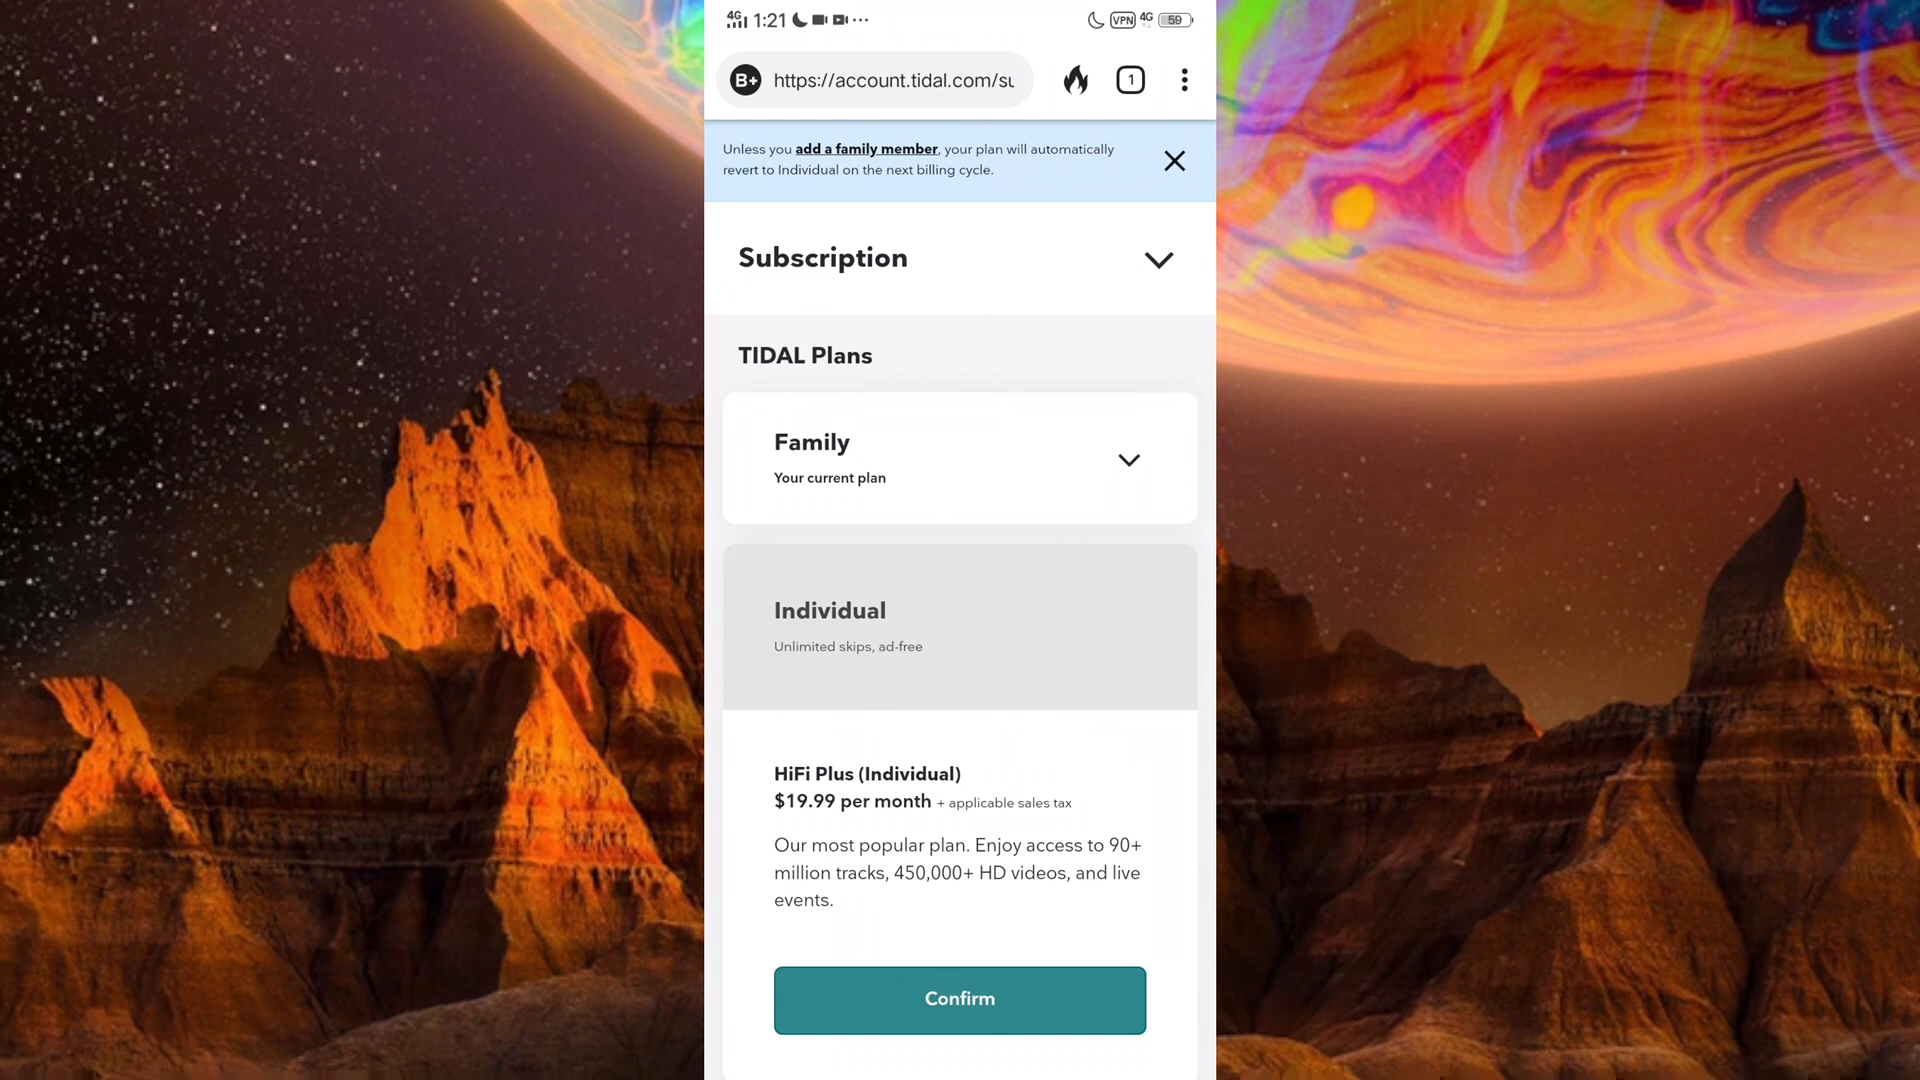 4G 1:21 VPN 4G 59
B+ https://account.tidal.com/su
1
Unless you add a family member, your plan will automatically
revert to Individual on the next billing cycle.
Subscription
TIDAL Plans
Family
Your current plan
Individual
Unlimited skips, ad-free
HiFi Plus (Individual)
$19.99 per month + applicable sales tax
Our most popular plan. Enjoy access to 90+
million tracks, 450,000+ HD videos, and live
events.
Confirm